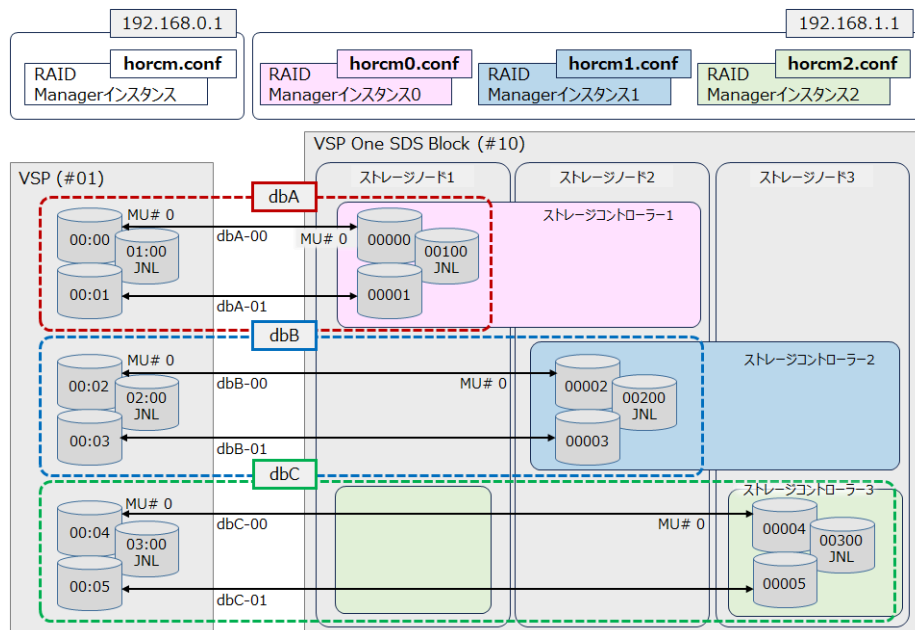 192.168.0.1
192.168.1.1
horcm.conf
RAID
Managerインスタンス
horcm0.conf
RAID
Managerインスタンス0
horcm1.conf
RAID
Managerインスタンス1
horcm2.conf
RAID
Managerインスタンス2
VSP One SDS Block (#10)
VSP (#01)
ストレージノード1
ストレージノード2
ストレージノード3
dbA
ストレージコントローラー1
MU# 0
00:00
01:00
JNL
00:01
dbA-00
MU# 0
00000
00100
JNL
00001
dbA-01
dbB
ストレージコントローラー2
MU# 0
00:02
02:00
JNL
00:03
dbB-00
MU# 0
00002
00200
JNL
00003
dbB-01
dbC
ストレージコントローラー3
MU# 0
00:04
03:00
JNL
00:05
dbC-00
MU# 0
00004
00300
JNL
00005
dbC-01